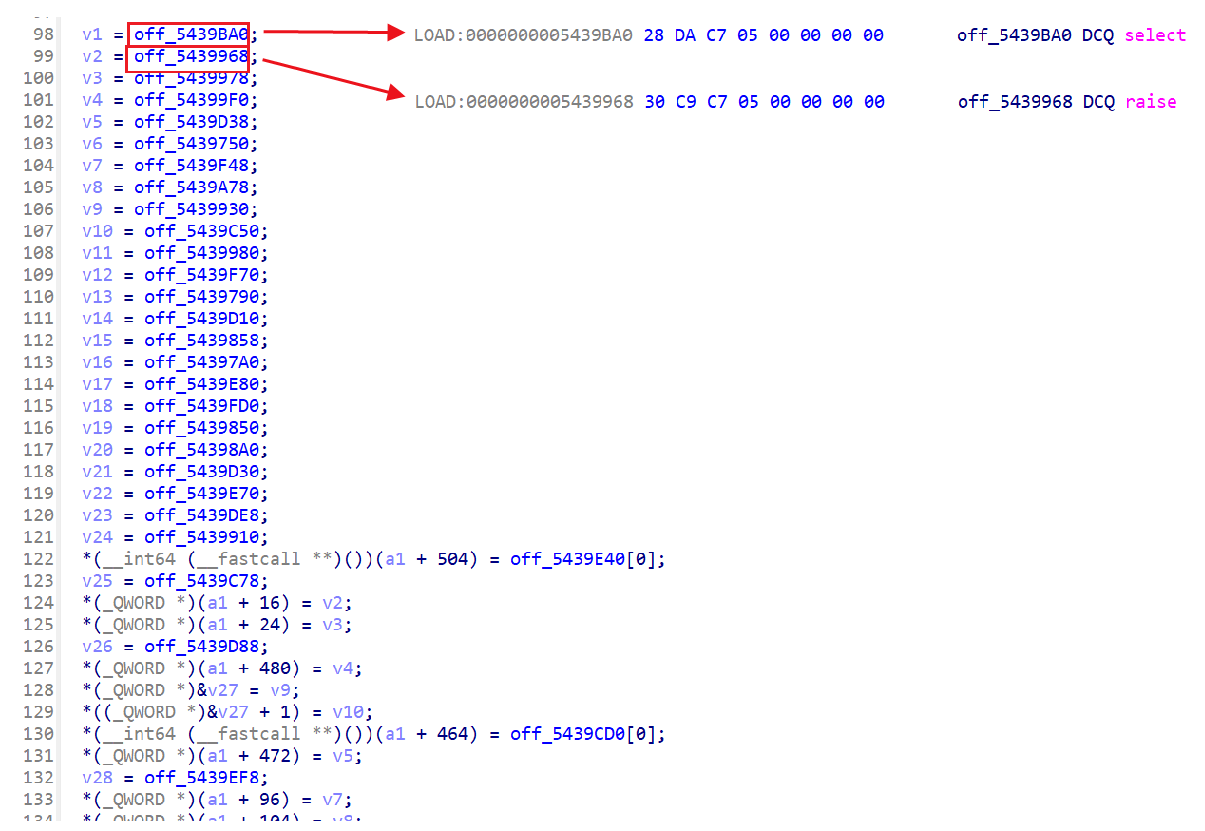 98 v1 = off_5439BA0; LOAD:0000000005439BA0 28 DA C7 05 00 00 00 00 off_5439BA0 DCQ select
99 v2 = off_5439968;
100 v3 = off_5439978;
101 v4 = off_54399F0; LOAD:0000000005439968 30 C9 C7 05 00 00 00 00 off_5439968 DCQ raise
102 v5 = off_5439D38;
103 v6 = off_5439750;
104 v7 = off_5439F48;
105 v8 = off_5439A78;
106 v9 = off_5439930;
107 v10 = off_5439C50;
108 v11 = off_5439980;
109 v12 = off_5439F70;
110 v13 = off_5439790;
111 v14 = off_5439D10;
112 v15 = off_5439858;
113 v16 = off_54397A0;
114 v17 = off_5439E80;
115 v18 = off_5439FD0;
116 v19 = off_5439850;
117 v20 = off_54398A0;
118 v21 = off_5439D30;
119 v22 = off_5439E70;
120 v23 = off_5439DE8;
121 v24 = off_5439910;
122 *(__int64 (__fastcall **)())(a1 + 504) = off_5439E40[0];
123 v25 = off_5439C78;
124 *(_QWORD *)(a1 + 16) = v2;
125 *(_QWORD *)(a1 + 24) = v3;
126 v26 = off_5439D88;
127 *(_QWORD *)(a1 + 480) = v4;
128 *(_QWORD *)&v27 = v9;
129 *((_QWORD *)&v27 + 1) = v10;
130 *(__int64 (__fastcall **)())(a1 + 464) = off_5439CD0[0];
131 *(_QWORD *)(a1 + 472) = v5;
132 v28 = off_5439EF8;
133 *(_QWORD *)(a1 + 96) = v7;
134 *(_QWORD *)(a1 + 104) = v8;